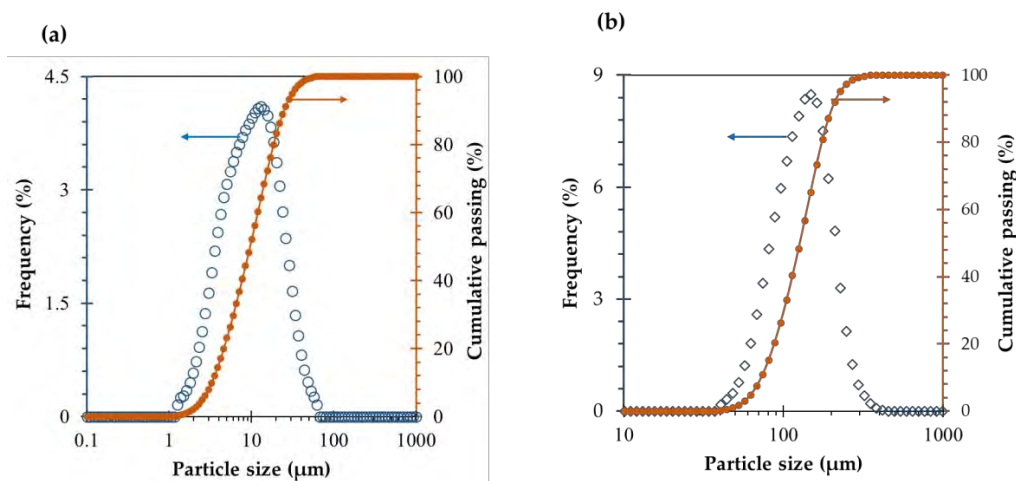 (a)
4.5
3
1.5
0
Frequency (%)
100
80
60
40
20
0
Cumulative passing (%)
0.1 1 10 100 1000
Particle size (µm)
(b)
9
6
3
0
Frequency (%)
100
80
60
40
20
0
Cumulative passing (%)
10 100 1000
Particle size (µm)